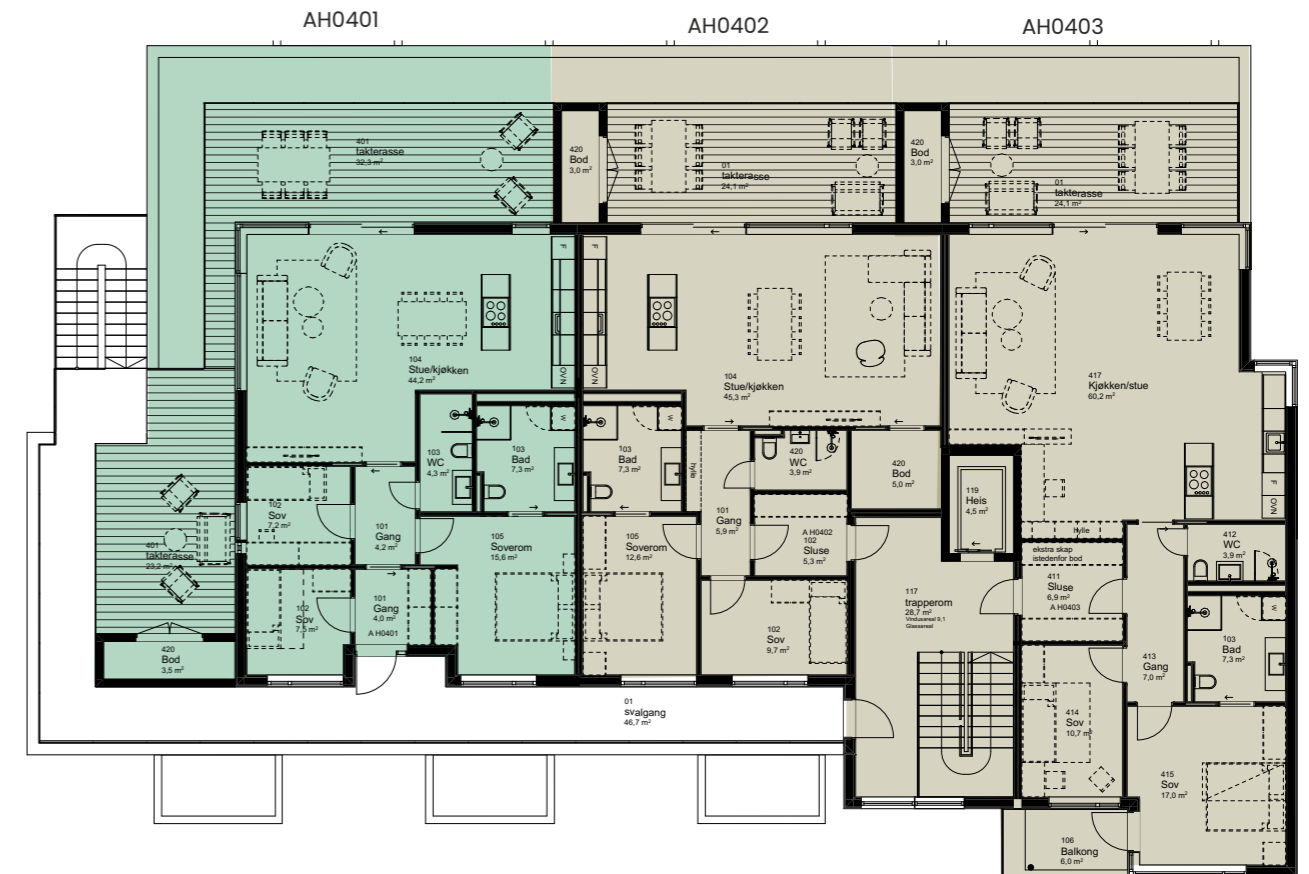 AH0401
AH0402
AH0403
401
takterasse
32,3 m²
420
Bod
3,0 m²
01
takterasse
24,1 m²
420
Bod
3,0 m²
01
takterasse
24,1 m²
104
Stue/kjøkken
44,2 m²
F
OVN
F
OVN
104
Stue/kjøkken
45,3 m²
417
Kjøkken/stue
60,2 m²
F
OVN
103
WC
4,3 m²
103
Bad
7,3 m²
W
103
Bad
7,3 m²
W
hylle
420
WC
3,9 m²
420
Bod
5,0 m²
119
Heis
4,5 m²
102
Sov
7,2 m²
101
Gang
4,2 m²
105
Soverom
15,6 m²
105
Soverom
12,6 m²
101
Gang
5,9 m²
A H0402
102
Sluse
5,3 m²
Hylle
ekstra skap
istedenfor bod
411
Sluse
6,9 m²
A H0403
412
WC
3,9 m²
401
takterasse
23,2 m²
102
Sov
7,5 m²
101
Gang
4,0 m²
A H0401
102
Sov
9,7 m²
117
trapperom
28,7 m²
Vindusareal 9,1
Glassareal
W
103
Bad
7,3 m²
413
Gang
7,0 m²
420
Bod
3,5 m²
01
svalgang
46,7 m²
414
Sov
10,7 m²
415
Sov
17,0 m²
106
Balkong
6,0 m²